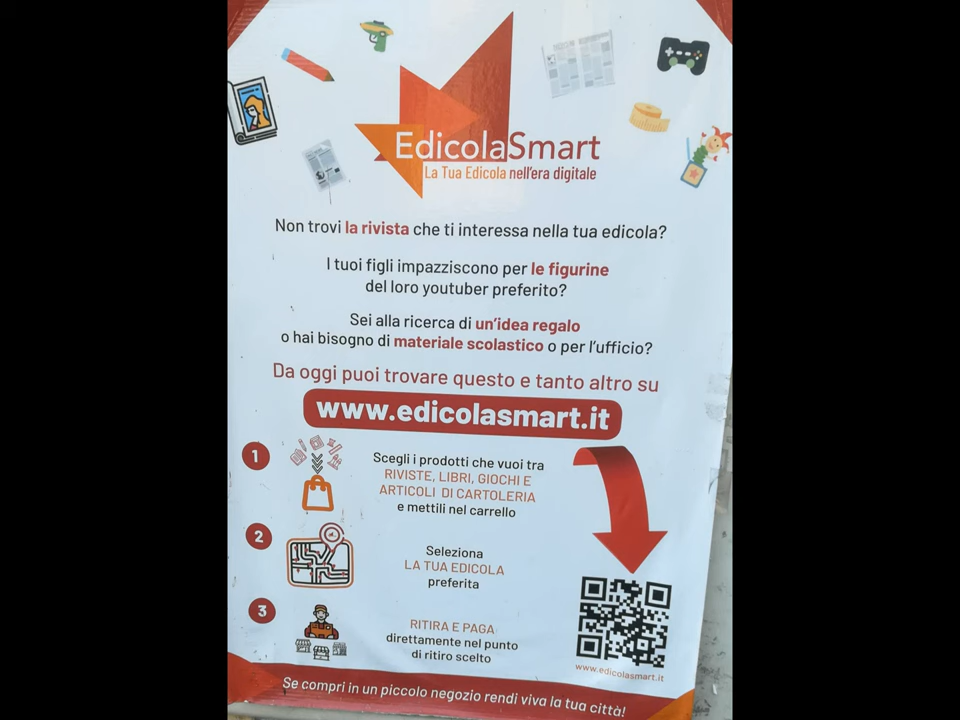 EdicolaSmart
La Tua Edicola nell'era digitale
Non trovi la rivista che ti interessa nella tua edicola?
I tuoi figli impazziscono per le figurine
del loro youtuber preferito?
Sei alla ricerca di un'idea regalo
o hai bisogno di materiale scolastico o per l'ufficio?
Da oggi puoi trovare questo e tanto altro su
www.edicolasmart.it
1
Scegli i prodotti che vuoi tra
RIVISTE, LIBRI, GIOCHI E
ARTICOLI DI CARTOLERIA
e mettili nel carrello
2
Seleziona
LA TUA EDICOLA
preferita
3
RITIRA E PAGA
direttamente nel punto
di ritiro scelto
www.edicolasmart.it
Se compri in un piccolo negozio rendi viva la tua città!